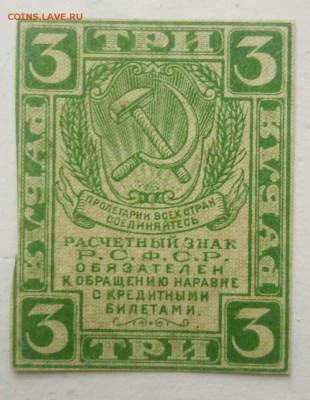 COINS.LAVE.RU
3 ТРИ 3
РУБЛЯ
РУБЛЯ
ПРОЛЕТАРИИ ВСЕХ СТРАН
СОЕДИНЯЙТЕСЬ
РАСЧЕТНЫЙ ЗНАК
Р.С.Ф.С.Р.
ОБЯЗАТЕЛЕН
К ОБРАЩЕНИЮ НАРАВНЕ
С КРЕДИТНЫМИ
БИЛЕТАМИ.
3 ТРИ 3